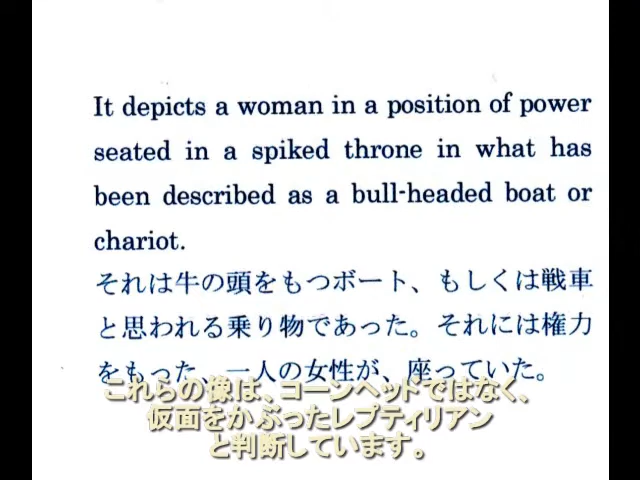 It depicts a woman in a position of power
seated in a spiked throne in what has
been described as a bull-headed boat or
chariot.
それは牛の頭をもつボート、もしくは戦車
と思われる乗り物であった。それには権力
をもった、一人の女性が、座っていた。
これらの像は、コーンヘッドではなく、
仮面をかぶったレプティリアン
と判断しています。